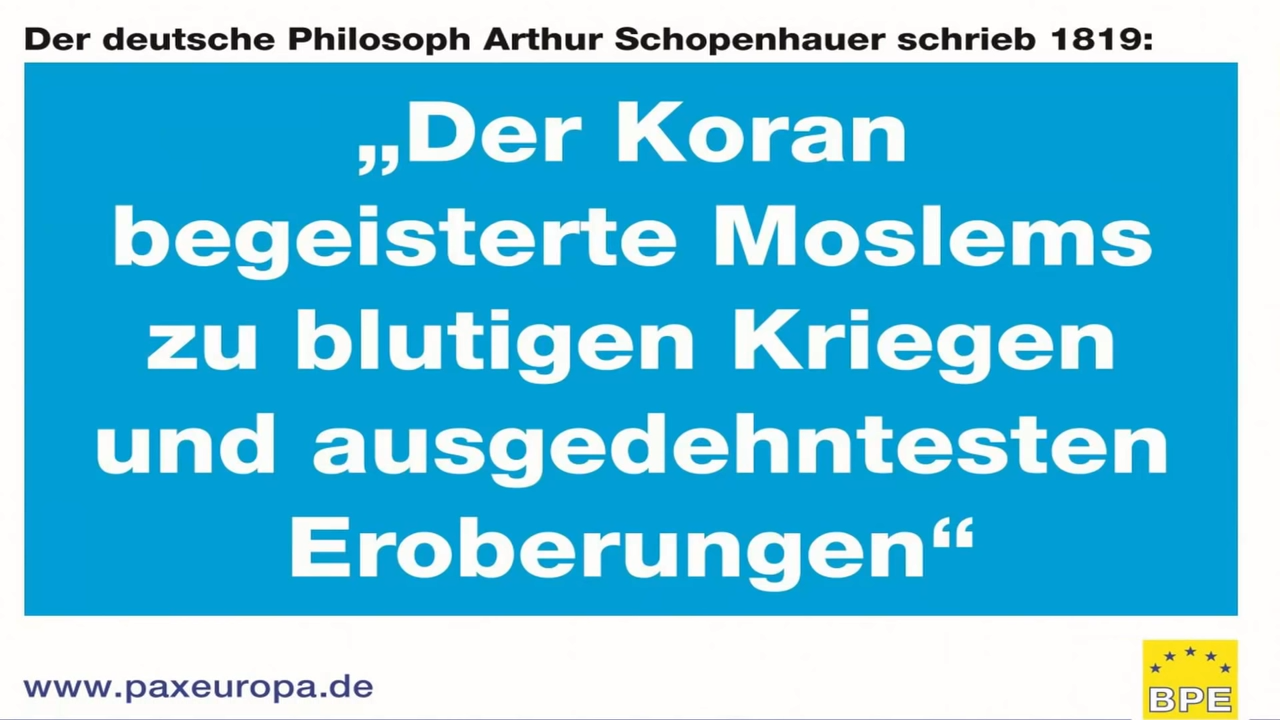 Der deutsche Philosoph Arthur Schopenhauer schrieb 1819:
„Der Koran
begeisterte Moslems
zu blutigen Kriegen
und ausgedehntesten
Eroberungen“
www.paxeuropa.de
BPE